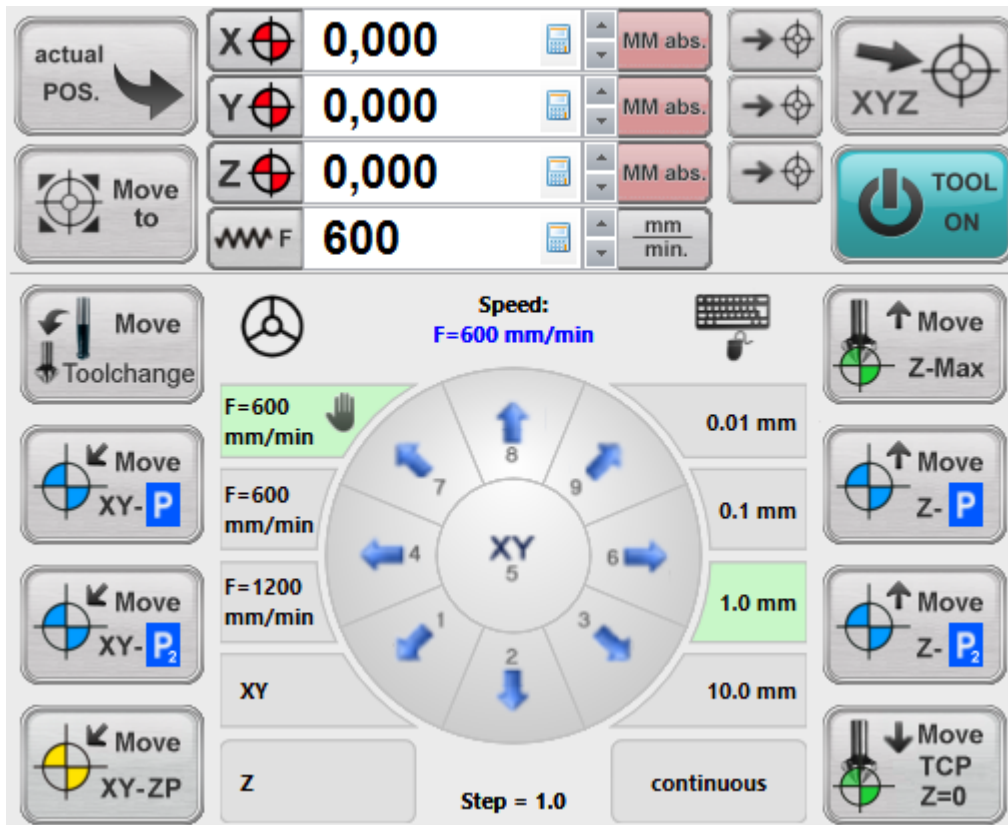 actual
POS.
X 0,000 MM abs.
Y 0,000 MM abs.
Z 0,000 MM abs.
F 600 mm
min.
XYZ
Move
to
TOOL
ON
Move
Toolchange
Speed:
F=600 mm/min
Move
Z-Max
F=600
mm/min
0.01 mm
Move
XY-P
F=600
mm/min
0.1 mm
Move
Z-P
F=1200
mm/min
1.0 mm
Move
XY-P2
XY
10.0 mm
Move
Z-P2
7
8
9
4
XY
5
6
1
2
3
Move
XY-ZP
Z
Step = 1.0
continuous
Move
TCP
Z=0